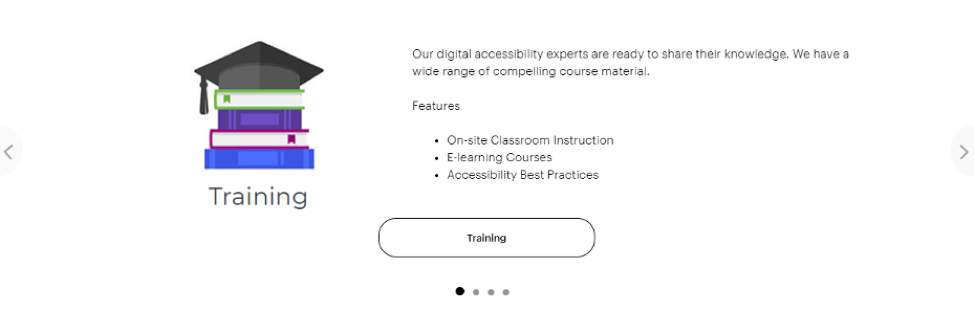 Our digital accessibility experts are ready to share their knowledge. We have a
wide range of compelling course material.
Features
• On-site Classroom Instruction
• E-learning Courses
• Accessibility Best Practices
Training
Training